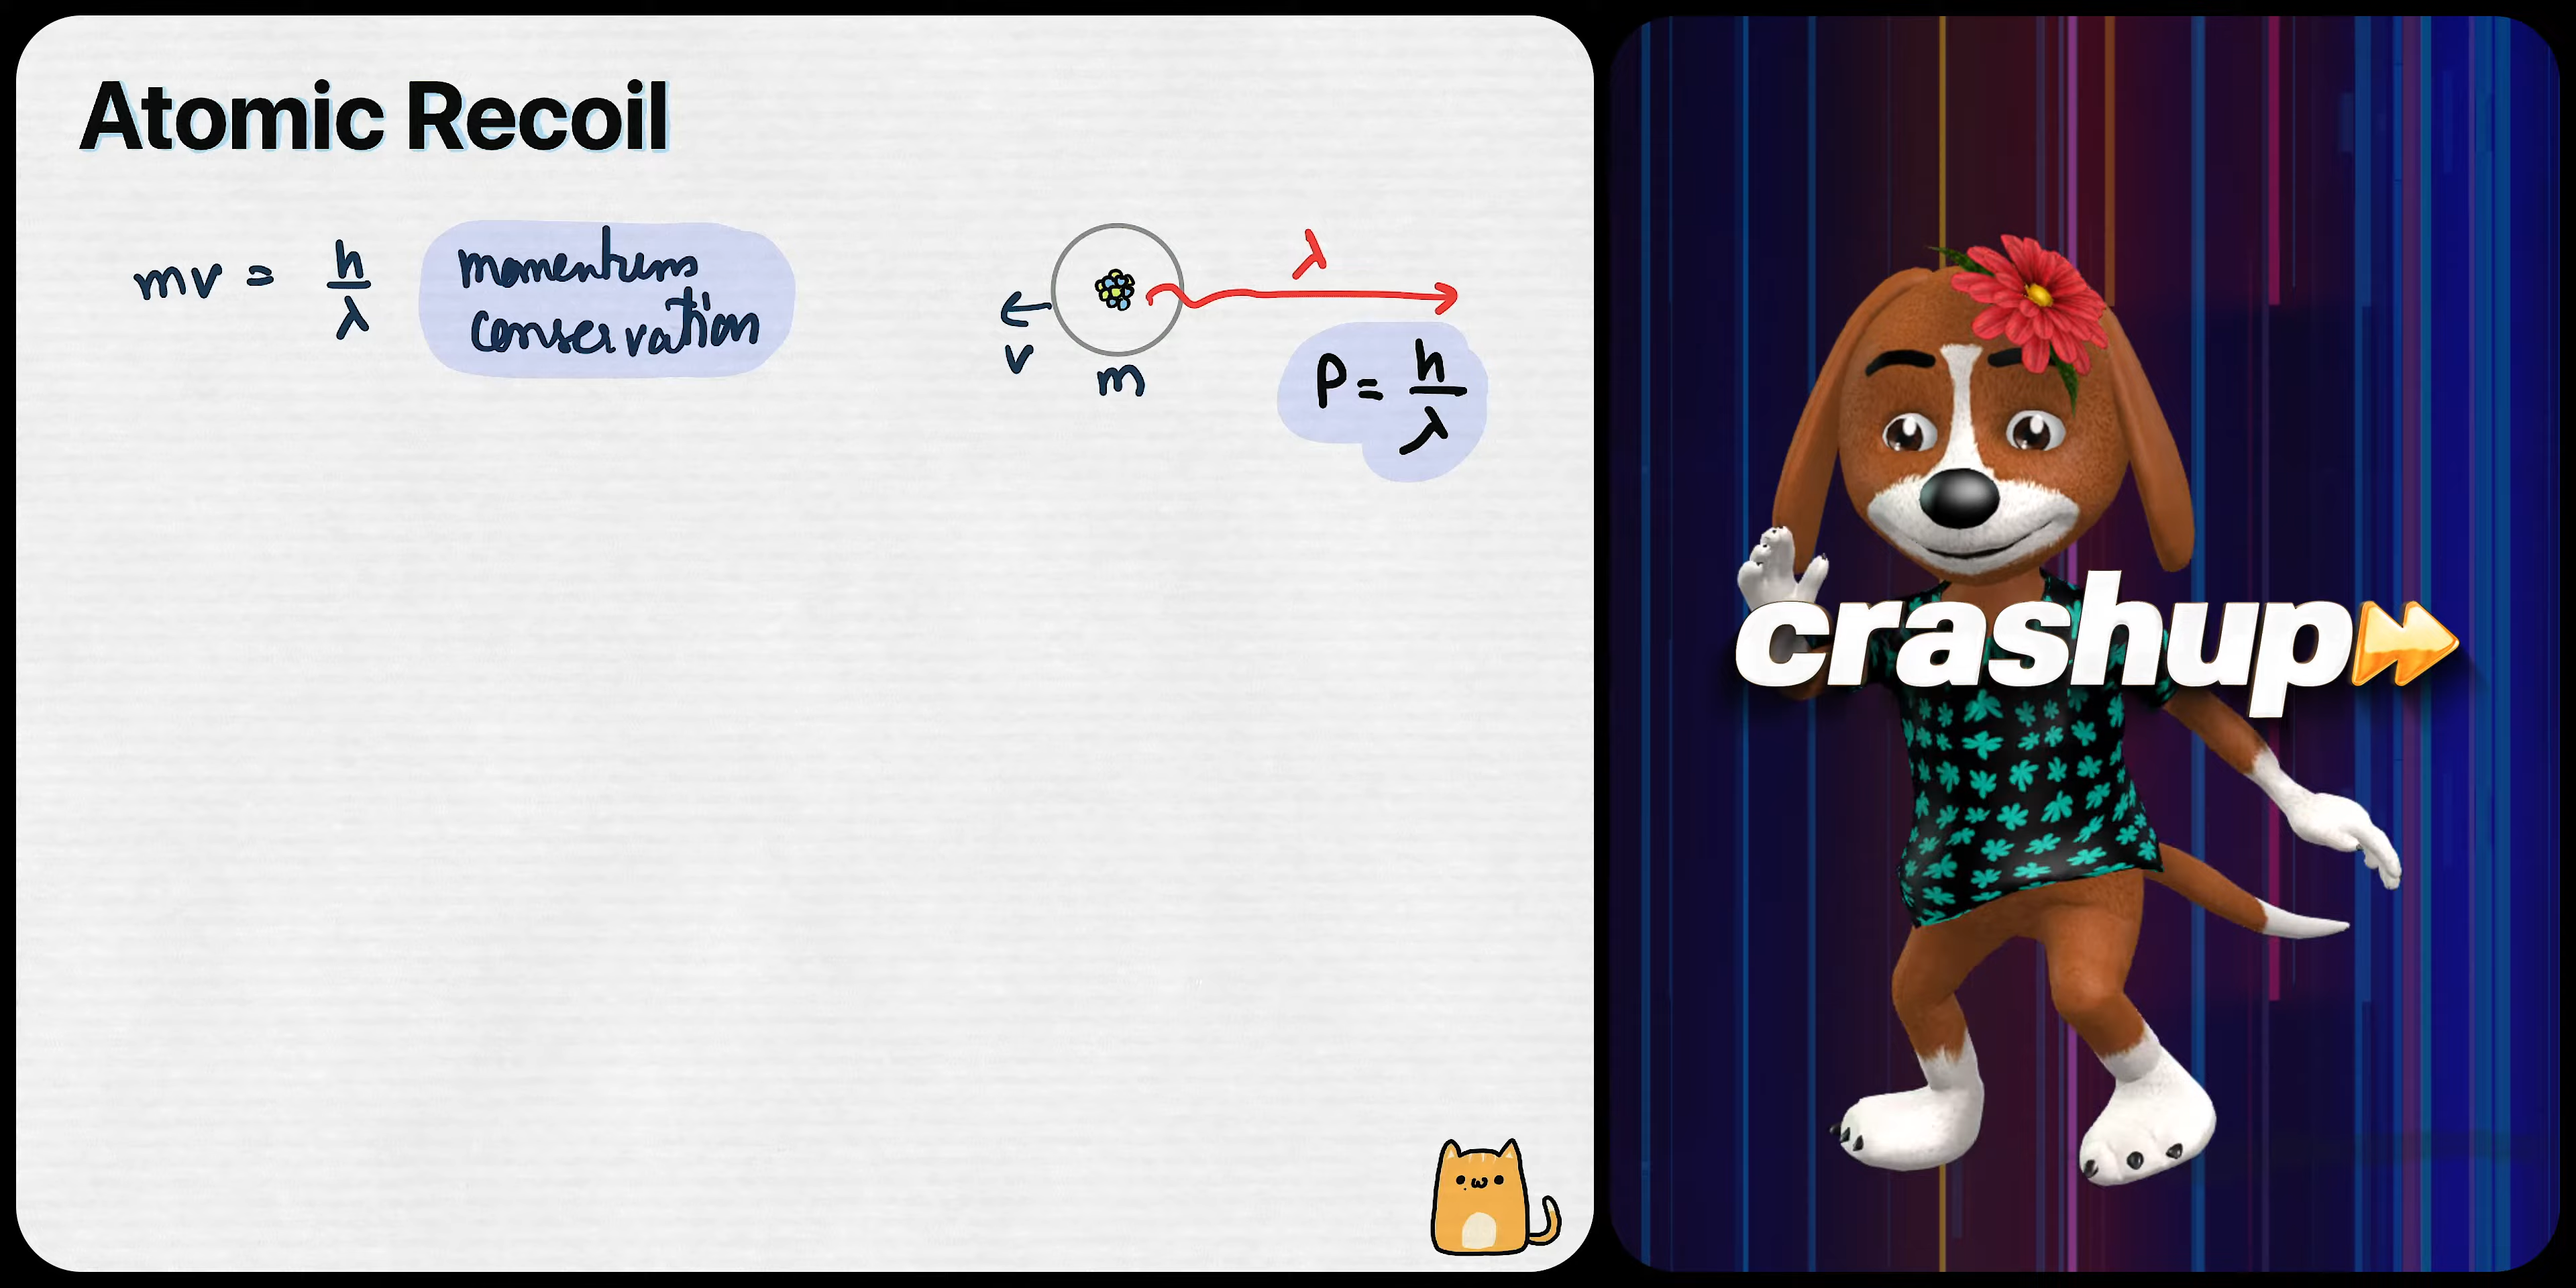 Atomic Recoil
mv = h/λ
momentum
conservation
λ
v
m
P = h/λ
crashup